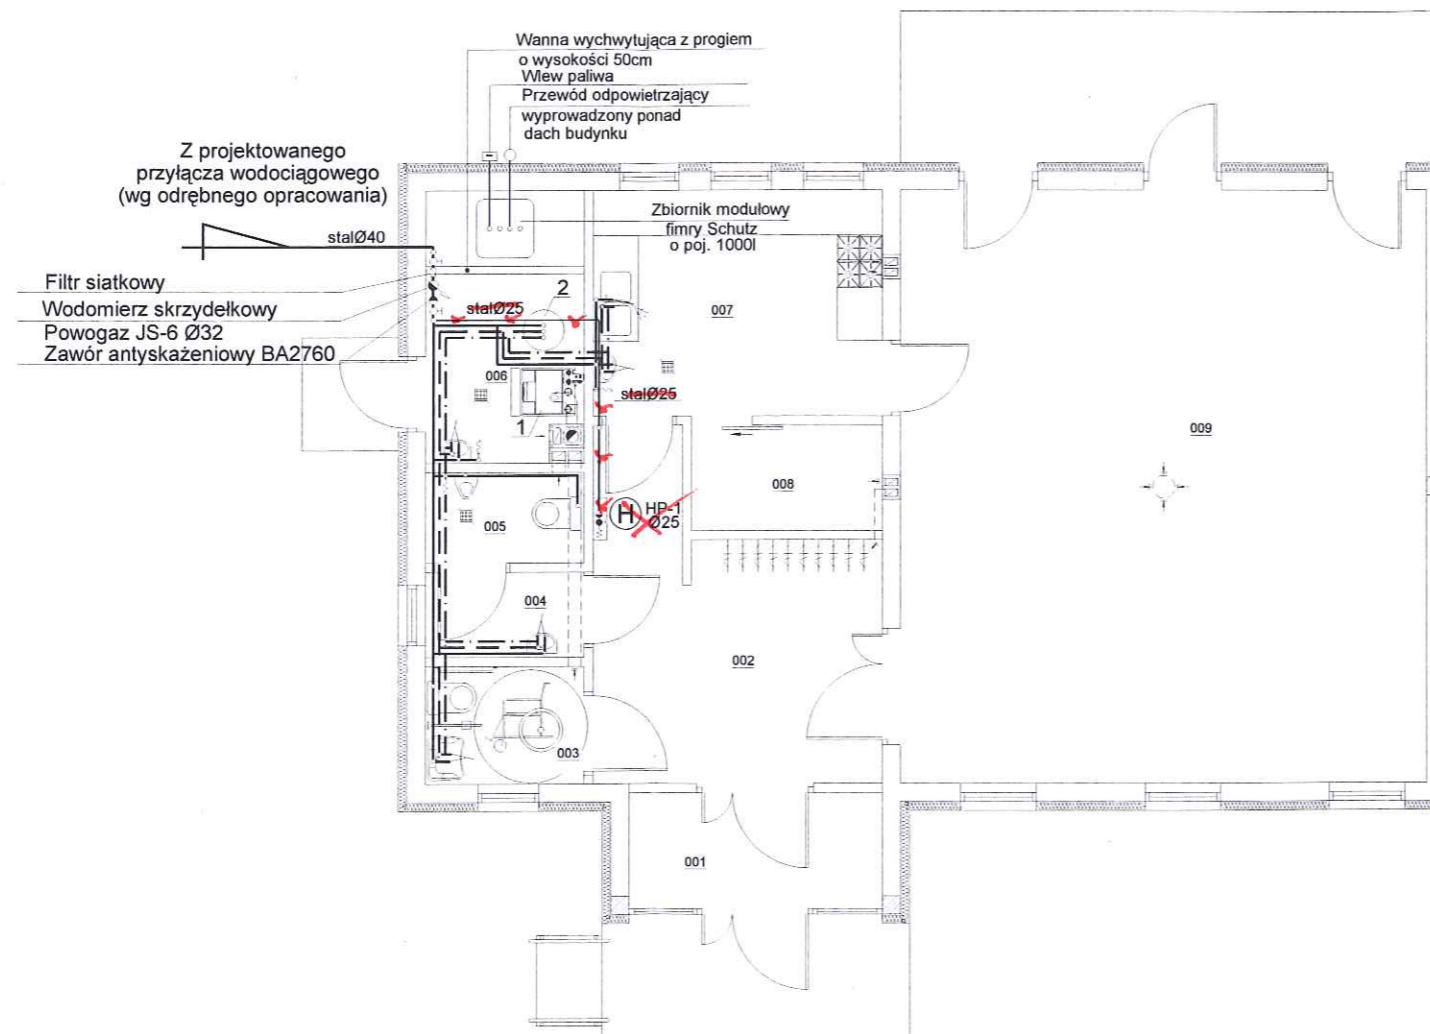 Wanna wychwytująca z progiem
o wysokości 50cm
Wlew paliwa
Przewód odpowietrzający
wyprowadzony ponad
dach budynku
Z projektowanego
przyłącza wodociągowego
(wg odrębnego opracowania)
stalØ40
Zbiornik modułowy
fimry Schutz
o poj. 1000l
Filtr siatkowy
Wodomierz skrzydełkowy
Powogaz JS-6 Ø32
Zawór antyskażeniowy BA2760
stalØ25
2
007
006
stalØ25
1
009
008
H
HP-1
Ø25
005
004
002
003
001